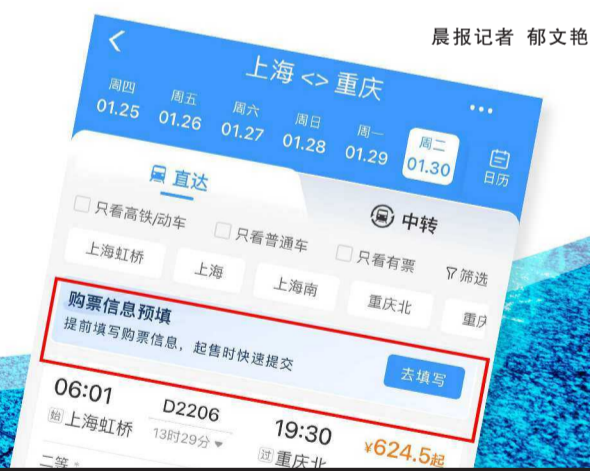 晨报记者 郁文艳
上海<>重庆
周四 周五 周六 周日 周一 周二
01.25 01.26 01.27 01.28 01.29 01.30 日历
直达 中转
只看高铁/动车 只看普通车 只看有票 筛选
上海虹桥 上海 上海南 重庆北
购票信息预填
提前填写购票信息，起售时快速提交 去填写
06:01 D2206 19:30 ¥624.5起
始 上海虹桥 13时29分 过 重庆北
二等